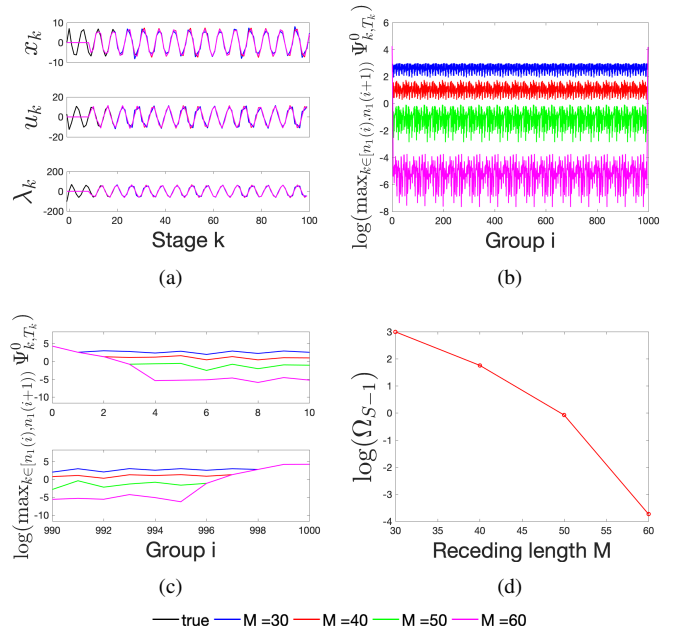 10
x_k 0
-10
20
u_k 0
-20
200
λ_k 0
-200
0 20 40 60 80 100
Stage k
(a)
log(max_{k∈[n_1(i),n_1(i+1))} Ψ^0_{k,T_k})
6
4
2
0
-2
-4
-6
-8
0 200 400 600 800 1000
Group i
(b)
log(max_{k∈[n_1(i),n_1(i+1))} Ψ^0_{k,T_k})
5
0
-5
-10
0 2 4 6 8 10
5
0
-5
-10
990 992 994 996 998 1000
Group i
(c)
log(Ω_{S-1})
3
2
1
0
-1
-2
-3
-4
30 35 40 45 50 55 60
Receding length M
(d)
true M =30 M =40 M =50 M =60